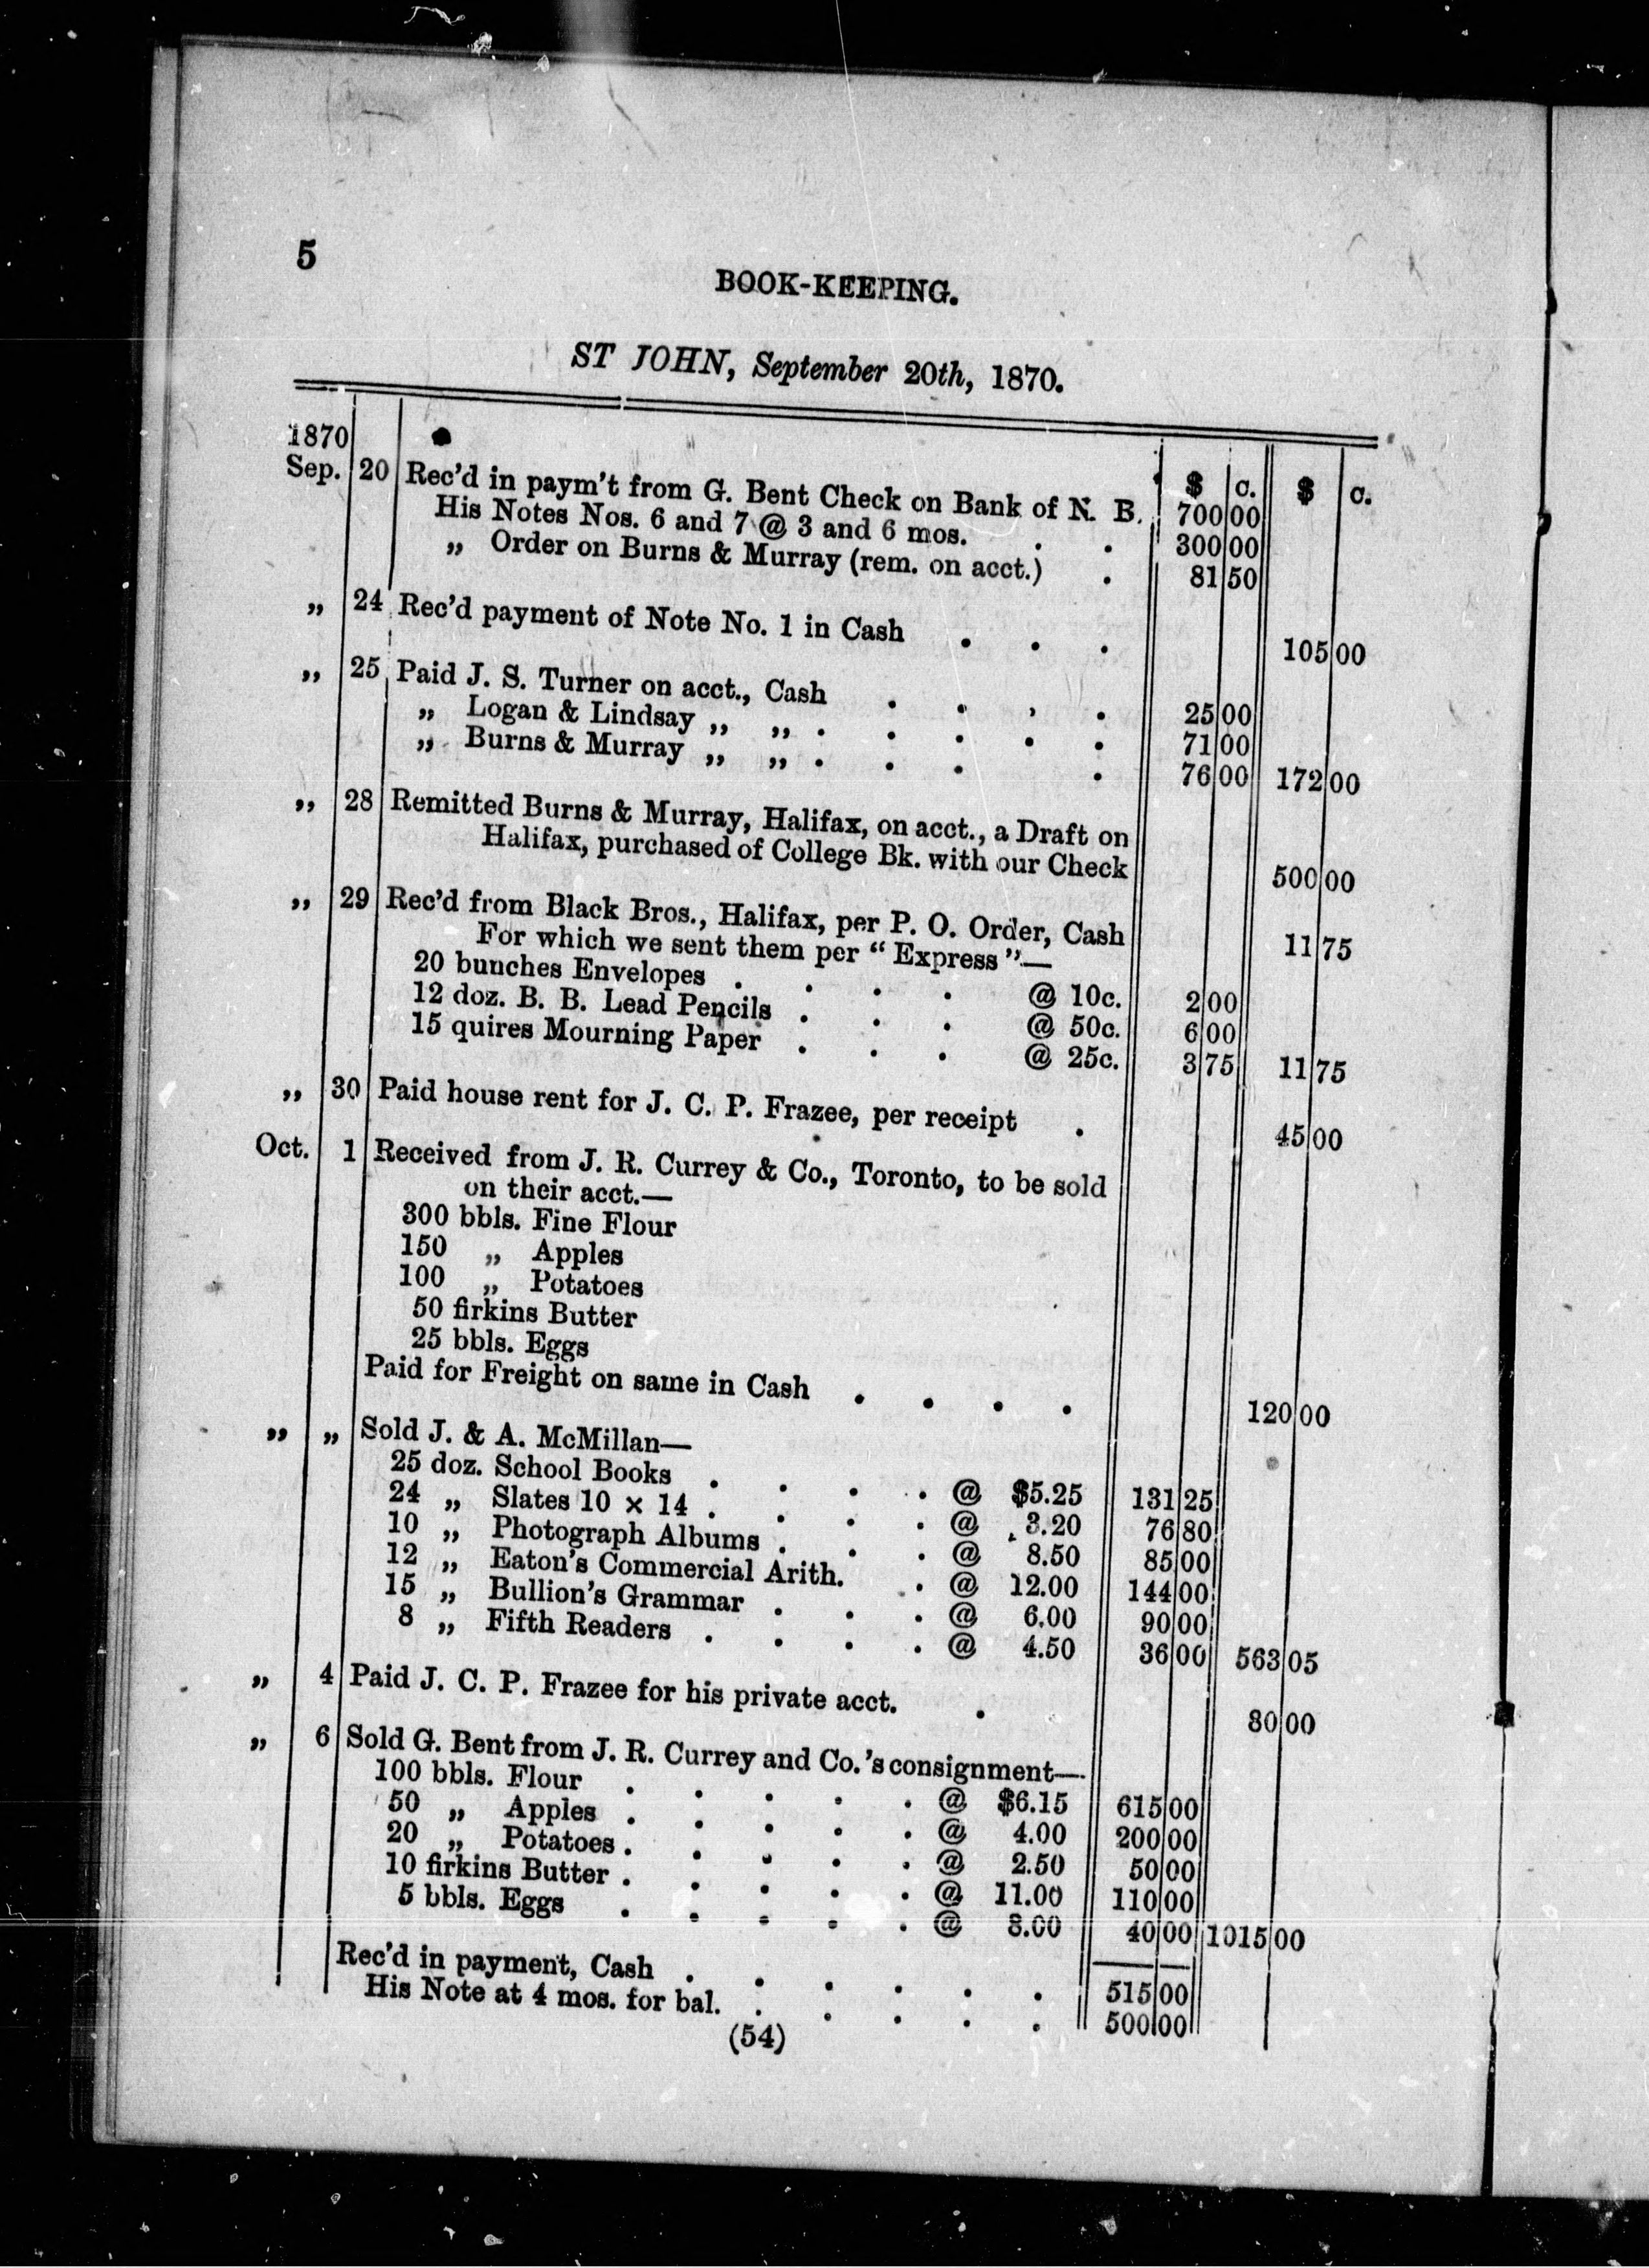 5
BOOK-KEEPING.
ST JOHN, September 20th, 1870.
1870 $ c. $ c.
Sep. 20 Rec'd in paym't from G. Bent Check on Bank of N. B. 700 00
His Notes Nos. 6 and 7 @ 3 and 6 mos. . . 300 00
„ Order on Burns & Murray (rem. on acct.) . 81 50
„ 24 Rec'd payment of Note No. 1 in Cash . . . 105 00
„ 25 Paid J. S. Turner on acct., Cash . . . . 25 00
„ Logan & Lindsay „ „ . . . . . 71 00
„ Burns & Murray „ „ . . . . 76 00 172 00
„ 28 Remitted Burns & Murray, Halifax, on acct., a Draft on
Halifax, purchased of College Bk. with our Check 500 00
„ 29 Rec'd from Black Bros., Halifax, per P. O. Order, Cash 11 75
For which we sent them per “ Express ”—
20 bunches Envelopes . . . . @ 10c. 2 00
12 doz. B. B. Lead Pencils . . . @ 50c. 6 00
15 quires Mourning Paper . . . @ 25c. 3 75 11 75
„ 30 Paid house rent for J. C. P. Frazee, per receipt . 45 00
Oct. 1 Received from J. R. Currey & Co., Toronto, to be sold
on their acct.—
300 bbls. Fine Flour
150 „ Apples
100 „ Potatoes
50 firkins Butter
25 bbls. Eggs
Paid for Freight on same in Cash . . . . 120 00
„ „ Sold J. & A. McMillan—
25 doz. School Books . . . . @ $5.25 131 25
24 „ Slates 10 × 14 . . . . @ 3.20 76 80
10 „ Photograph Albums . . . @ 8.50 85 00
12 „ Eaton's Commercial Arith. . @ 12.00 144 00
15 „ Bullion's Grammar . . . @ 6.00 90 00
8 „ Fifth Readers . . . . @ 4.50 36 00 563 05
„ 4 Paid J. C. P. Frazee for his private acct. . 80 00
„ 6 Sold G. Bent from J. R. Currey and Co.'s consignment—
100 bbls. Flour . . . . . @ $6.15 615 00
50 „ Apples . . . . . @ 4.00 200 00
20 „ Potatoes . . . . . @ 2.50 50 00
10 firkins Butter . . . . . @ 11.00 110 00
5 bbls. Eggs . . . . . @ 8.00 40 00 1015 00
Rec'd in payment, Cash . . . . . . 515 00
His Note at 4 mos. for bal. . . . . . 500 00
(54)